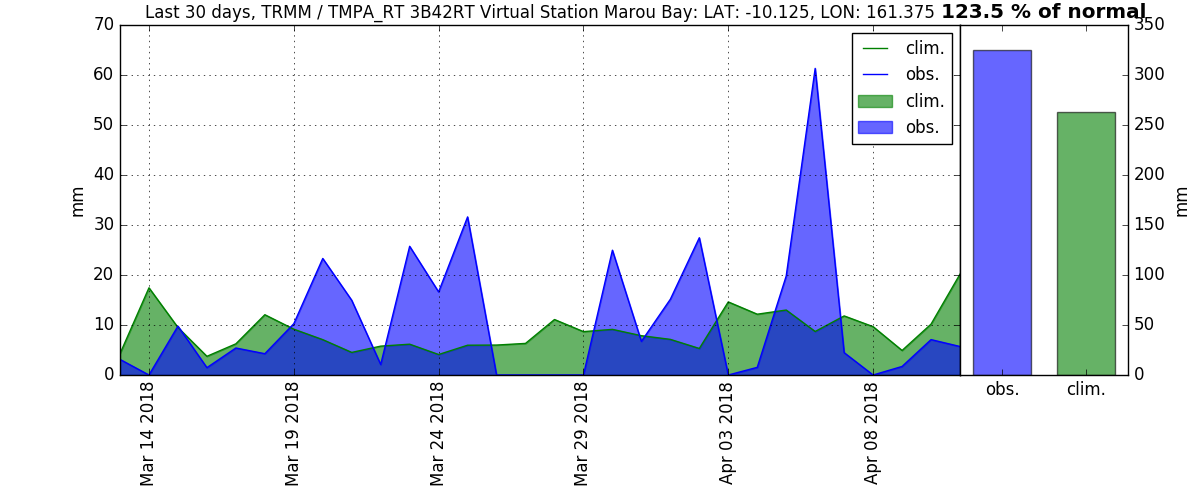 Last 30 days, TRMM / TMPA_RT 3B42RT Virtual Station Marou Bay: LAT: -10.125, LON: 161.375 123.5 % of normal
70
60
50
40
30
20
10
0
mm
clim.
obs.
clim.
obs.
350
300
250
200
150
100
50
0
mm
Mar 14 2018
Mar 19 2018
Mar 24 2018
Mar 29 2018
Apr 03 2018
Apr 08 2018
obs.
clim.